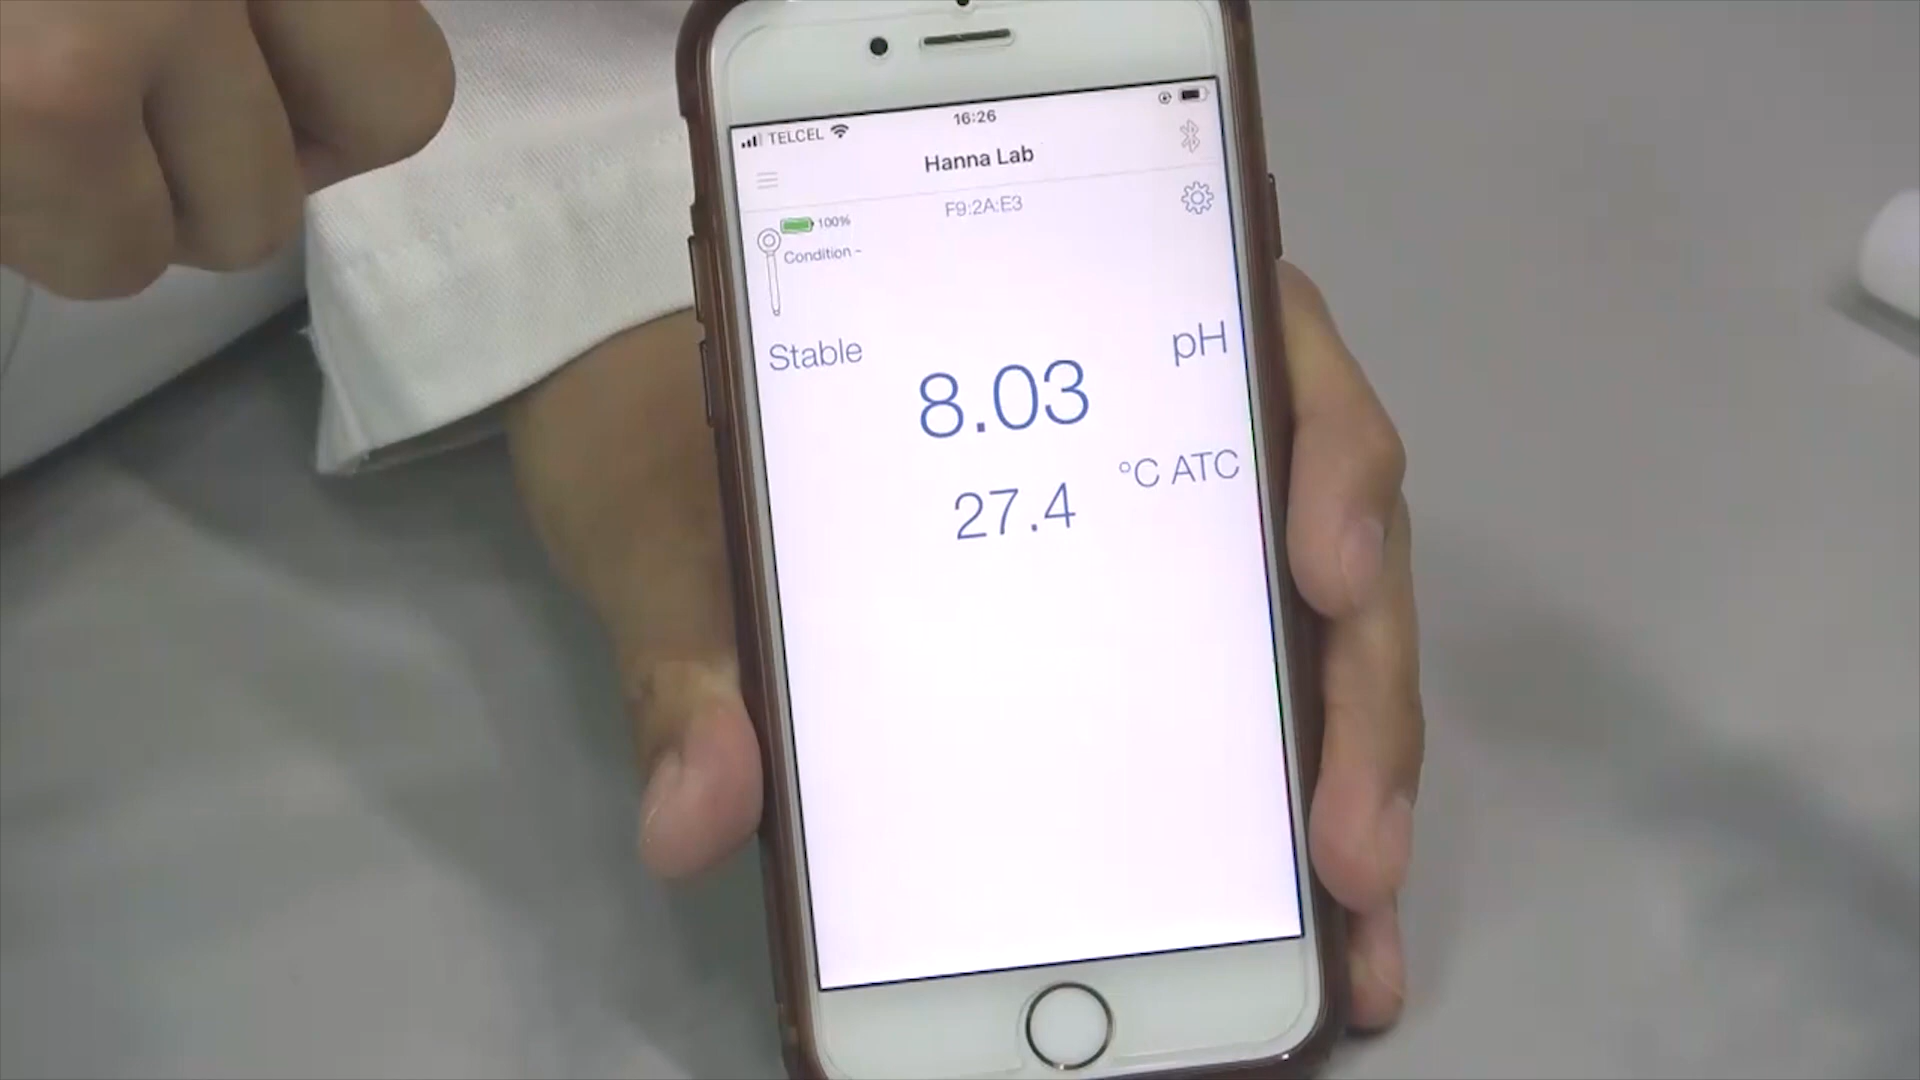 TELCEL 16:26
Hanna Lab
F9:2A:E3
100%
Condition -
Stable
pH
8.03
°C ATC
27.4